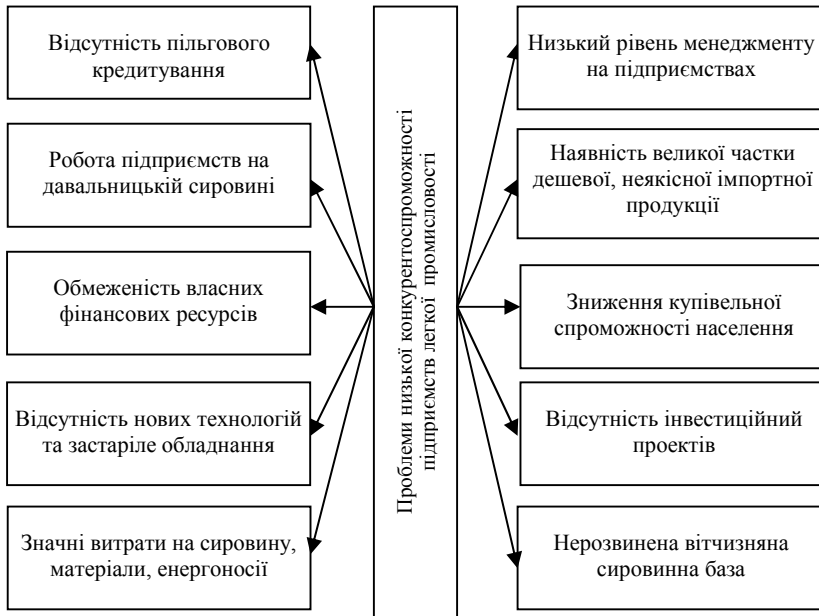 Відсутність пільгового
кредитування
Робота підприємств на
давальницькій сировині
Обмеженість власних
фінансових ресурсів
Відсутність нових технологій
та застаріле обладнання
Значні витрати на сировину,
матеріали, енергоносії
Проблеми низької конкурентоспроможності
підприємств легкої промисловості
Низький рівень менеджменту
на підприємствах
Наявність великої частки
дешевої, неякісної імпортної
продукції
Зниження купівельної
спроможності населення
Відсутність інвестиційний
проектів
Нерозвинена вітчизняна
сировинна база